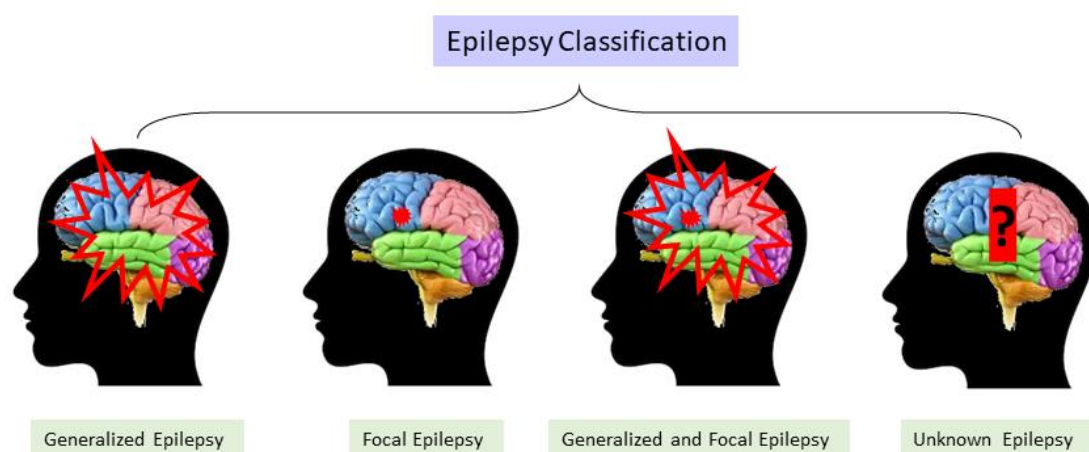 Epilepsy Classification
?
Generalized Epilepsy
Focal Epilepsy
Generalized and Focal Epilepsy
Unknown Epilepsy